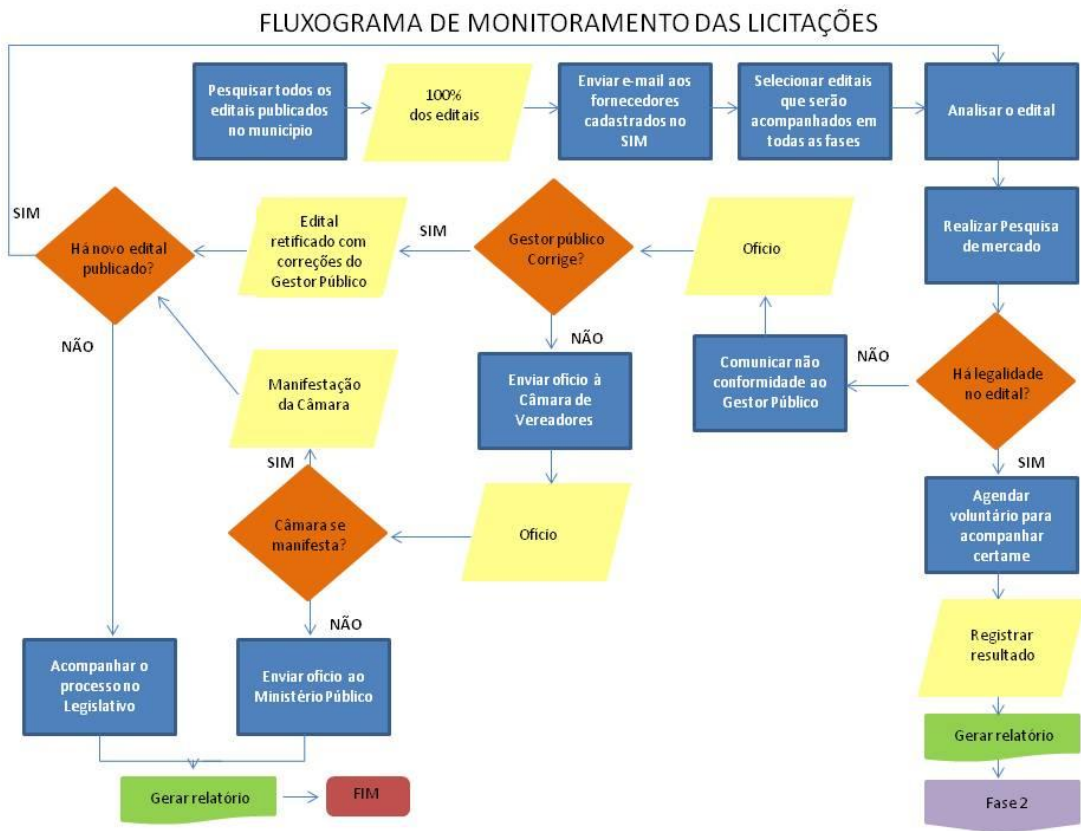 FLUXOGRAMA DE MONITORAMENTO DAS LICITAÇÕES
Pesquisar todos os
editais publicados
no município
100%
dos editais
Enviar e-mail aos
fornecedores
cadastrados no
SIM
Selecionar editais
que serão
acompanhados em
todas as fases
Analisar o edital
SIM
Há novo edital
publicado?
Edital
retificado com
correções do
Gestor Público
SIM
Gestor público
Corrige?
Ofício
Realizar Pesquisa
de mercado
NÃO
NÃO
Manifestação
da Câmara
Enviar oficio à
Câmara de
Vereadores
Comunicar não
conformidade ao
Gestor Público
NÃO
Há legalidade
no edital?
SIM
SIM
Câmara se
manifesta?
Ofício
Agendar
voluntário para
acompanhar
certame
NÃO
Acompanhar o
processo no
Legislativo
Enviar oficio ao
Ministério Público
Registrar
resultado
Gerar relatório
Gerar relatório
FIM
Fase 2